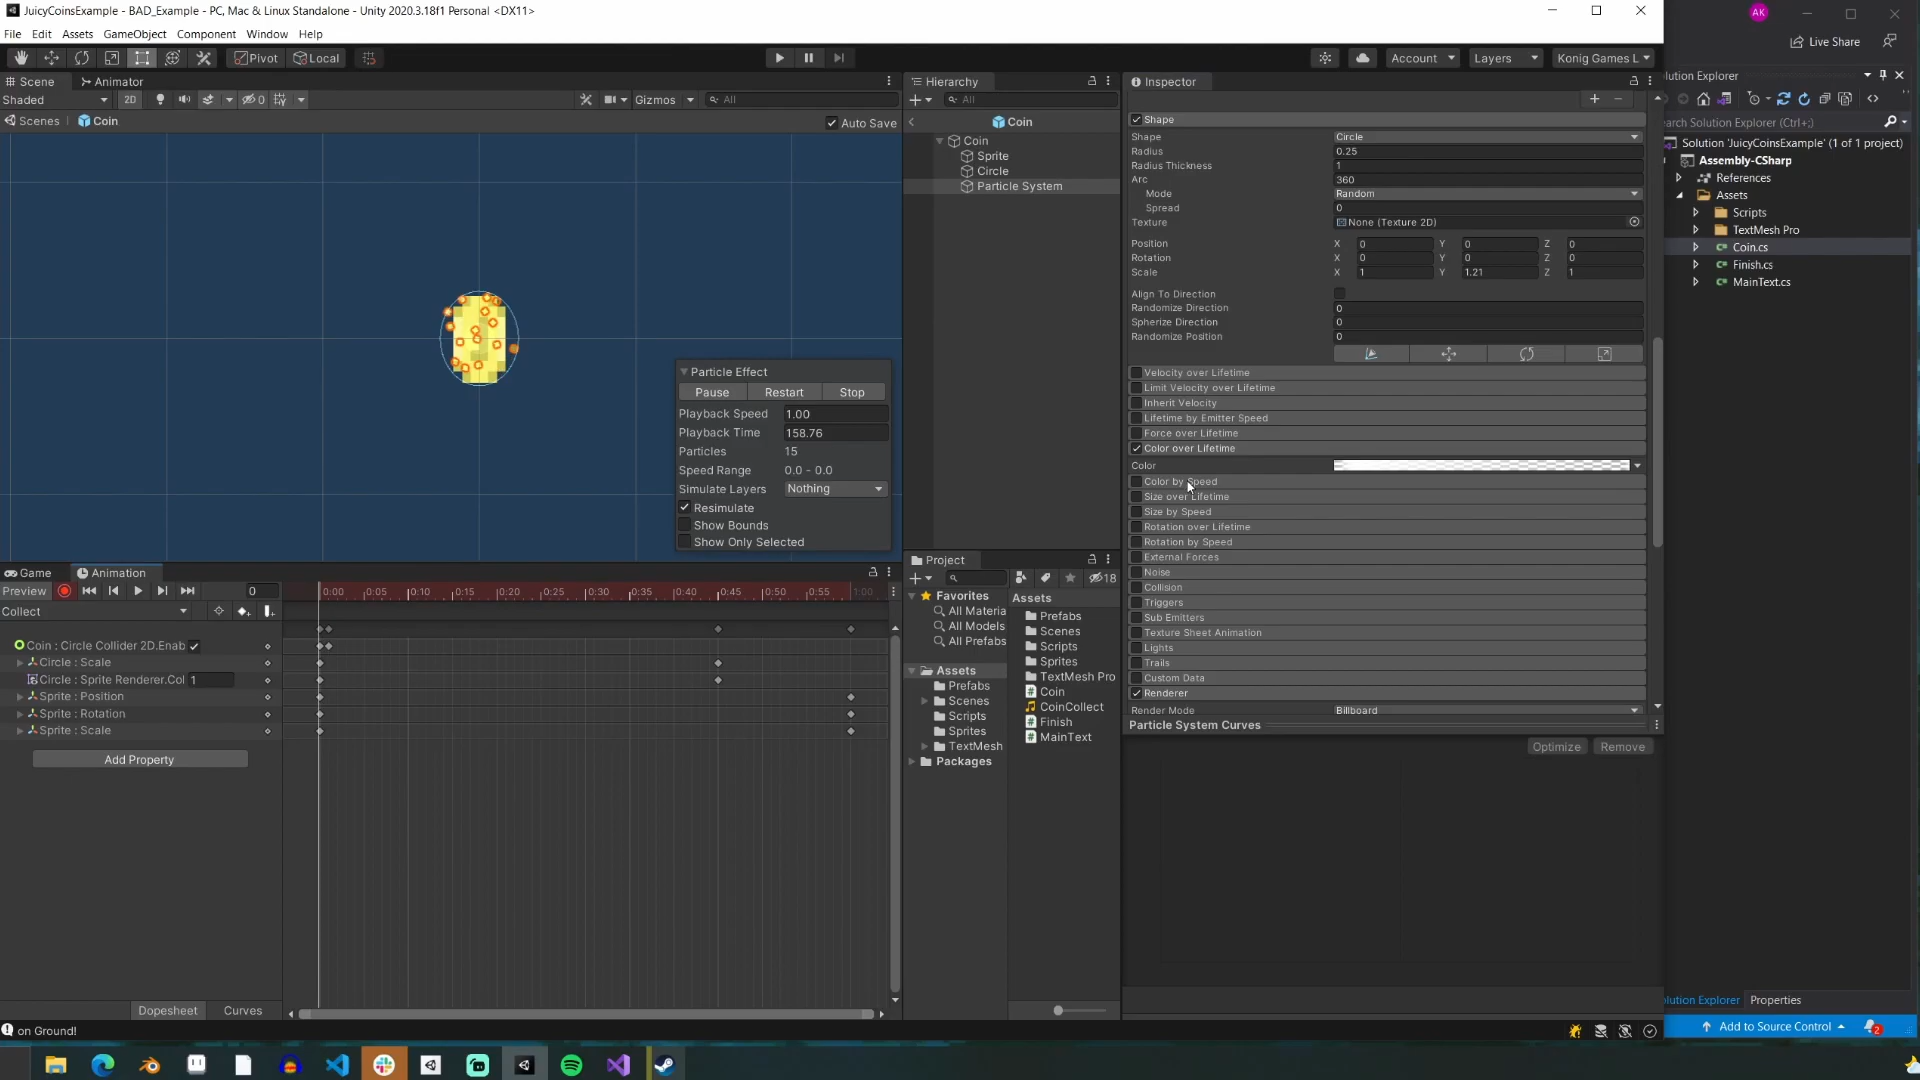 JuicyCoinsExample - BAD_Example - PC, Mac & Linux Standalone - Unity 2020.3.18f1 Personal <DX11>
AK
File Edit Assets GameObject Component Window Help
Live Share
Pivot Local
Account Layers Konig Games L
Scene Animator
Hierarchy
Inspector
olution Explorer
Shaded 2D 0 Gizmos All
All
earch Solution Explorer (Ctrl+;)
Scenes Coin Auto Save
Coin
Coin
Sprite
Circle
Particle System
Shape
Shape Circle
Radius 0.25
Radius Thickness 1
Arc 360
Mode Random
Spread 0
Texture None (Texture 2D)
Position X 0 Y 0 Z 0
Rotation X 0 Y 0 Z 0
Scale X 1 Y 1.21 Z 1
Align To Direction
Randomize Direction 0
Spherize Direction 0
Randomize Position 0
Velocity over Lifetime
Limit Velocity over Lifetime
Inherit Velocity
Lifetime by Emitter Speed
Force over Lifetime
Color over Lifetime
Color
Color by Speed
Size over Lifetime
Size by Speed
Rotation over Lifetime
Rotation by Speed
External Forces
Noise
Collision
Triggers
Sub Emitters
Texture Sheet Animation
Lights
Trails
Custom Data
Renderer
Render Mode Billboard
Particle System Curves
Optimize Remove
Solution 'JuicyCoinsExample' (1 of 1 project)
Assembly-CSharp
References
Assets
Scripts
TextMesh Pro
Coin.cs
Finish.cs
MainText.cs
Particle Effect
Pause Restart Stop
Playback Speed 1.00
Playback Time 158.76
Particles 15
Speed Range 0.0 - 0.0
Simulate Layers Nothing
Resimulate
Show Bounds
Show Only Selected
Game Animation
Preview 0
0:00 0:05 0:10 0:15 0:20 0:25 0:30 0:35 0:40 0:45 0:50 0:55 1:00
Collect
Coin : Circle Collider 2D.Enab
Circle : Scale
Circle : Sprite Renderer.Col 1
Sprite : Position
Sprite : Rotation
Sprite : Scale
Add Property
Dopesheet Curves
Project
18
Favorites
All Materia
All Models
All Prefabs
Assets
Prefabs
Scenes
Scripts
Sprites
TextMesh
Packages
Assets
Prefabs
Scenes
Scripts
Sprites
TextMesh Pro
Coin
CoinCollect
Finish
MainText
olution Explorer Properties
on Ground!
Add to Source Control 2